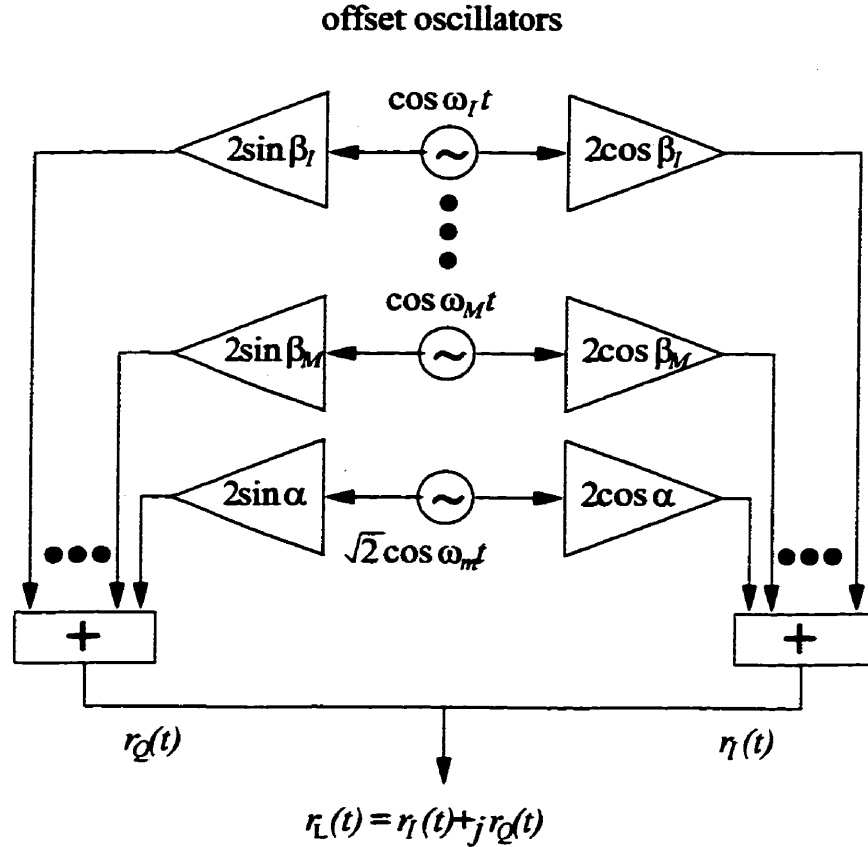 offset oscillators
cos ω_I t
2sin β_I ~ 2cos β_I
cos ω_M t
2sin β_M ~ 2cos β_M
2sin α ~ 2cos α
√2 cos ω_m t
+ +
r_Q(t) r_I(t)
r_L(t) = r_I(t)+j r_Q(t)